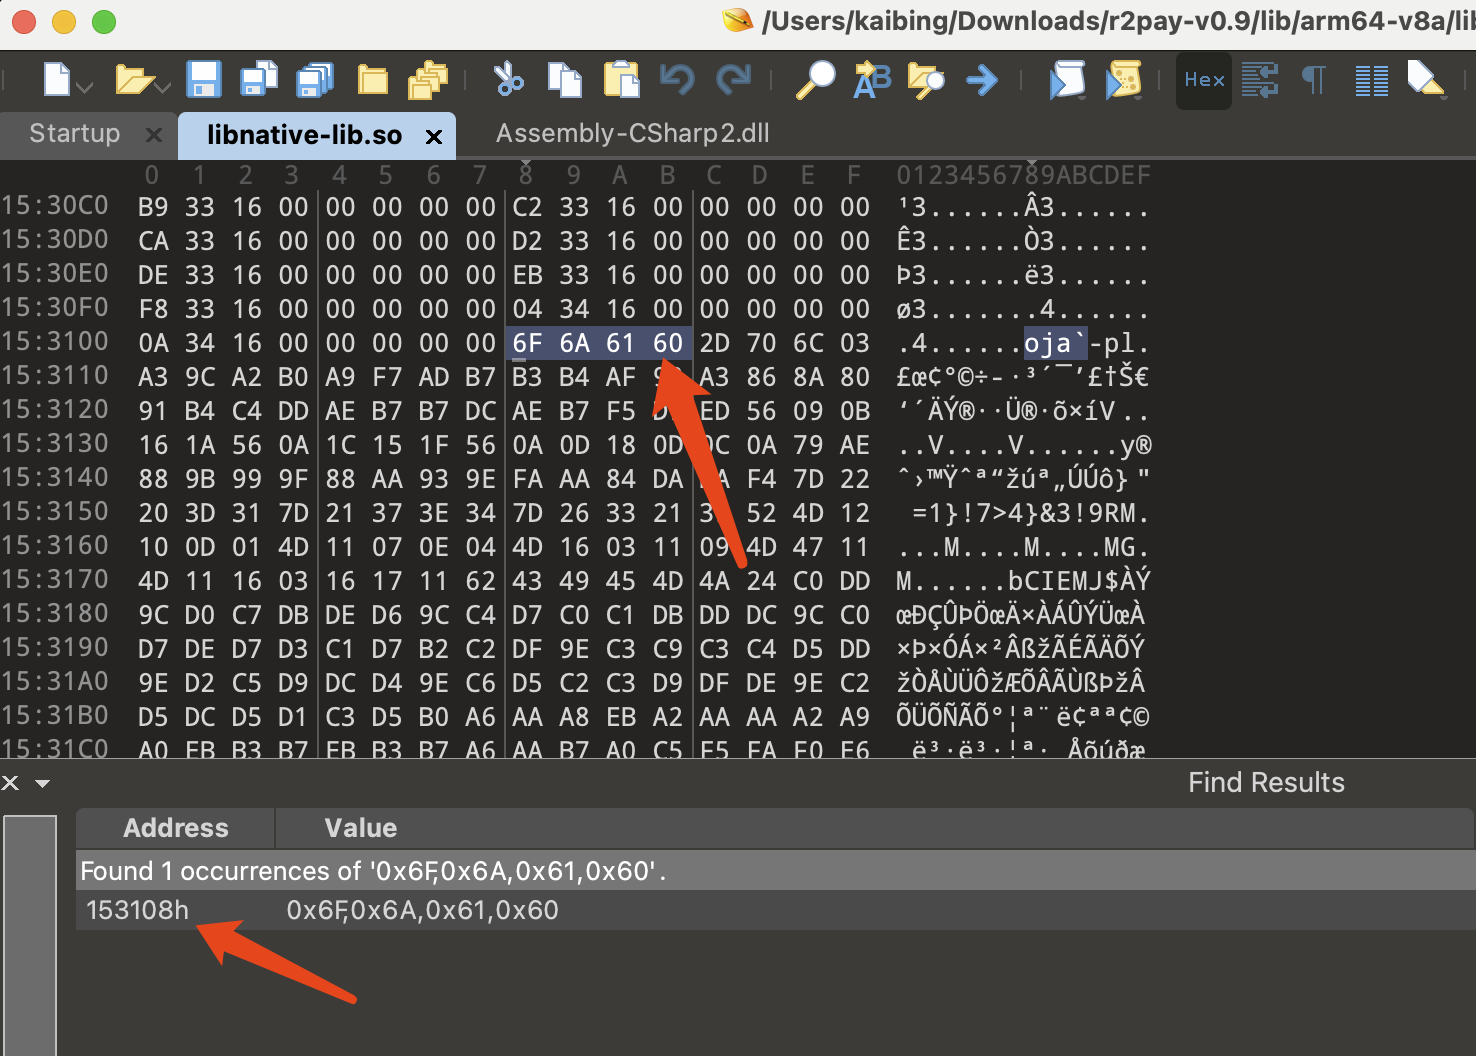 /Users/kaibing/Downloads/r2pay-v0.9/lib/arm64-v8a/lib
Hex
Startup libnative-lib.so Assembly-CSharp2.dll
0 1 2 3 4 5 6 7 8 9 A B C D E F 0123456789ABCDEF
15:30C0 B9 33 16 00 00 00 00 00 C2 33 16 00 00 00 00 00 ¹3......Â3......
15:30D0 CA 33 16 00 00 00 00 00 D2 33 16 00 00 00 00 00 Ê3......Ò3......
15:30E0 DE 33 16 00 00 00 00 00 EB 33 16 00 00 00 00 00 Þ3......ë3......
15:30F0 F8 33 16 00 00 00 00 00 04 34 16 00 00 00 00 00 ø3.......4......
15:3100 0A 34 16 00 00 00 00 00 6F 6A 61 60 2D 70 6C 03 .4......oja`-pl.
15:3110 A3 9C A2 B0 A9 F7 AD B7 B3 B4 AF A3 86 8A 80 £œ¢°©÷-·³´¯’£†Š€
15:3120 91 B4 C4 DD AE B7 B7 DC AE B7 F5 ED 56 09 0B ‘´ÄÝ®··Ü®·õ×íV..
15:3130 16 1A 56 0A 1C 15 1F 56 0A 0D 18 0D 0C 0A 79 AE ..V....V......y®
15:3140 88 9B 99 9F 88 AA 93 9E FA AA 84 DA F4 7D 22 ˆ›™Ÿˆª“žúª„ÚÚô}"
15:3150 20 3D 31 7D 21 37 3E 34 7D 26 33 21 52 4D 12 =1}!7>4}&3!9RM.
15:3160 10 0D 01 4D 11 07 0E 04 4D 16 03 11 09 4D 47 11 ...M....M....MG.
15:3170 4D 11 16 03 16 17 11 62 43 49 45 4D 4A 24 C0 DD M......bCIEMJ$ÀÝ
15:3180 9C D0 C7 DB DE D6 9C C4 D7 C0 C1 DB DD DC 9C C0 œÐÇÛÞÖœÄ×ÀÁÛÝÜœÀ
15:3190 D7 DE D7 D3 C1 D7 B2 C2 DF 9E C3 C9 C3 C4 D5 DD ×Þ×ÓÁ×²ÂßžÃÉÃÄÕÝ
15:31A0 9E D2 C5 D9 DC D4 9E C6 D5 C2 C3 D9 DF DE 9E C2 žÒÅÙÜÔžÆÕÂÃÙßÞžÂ
15:31B0 D5 DC D5 D1 C3 D5 B0 A6 AA A8 EB A2 AA AA A2 A9 ÕÜÕÑÃÕ°¦ª¨ë¢ªª¢©
15:31C0 A0 EB B3 B7 EB B3 B7 A6 AA B7 A0 C5 F5 FA F0 E6 ë³·ë³·¦ª· Åõúðæ
Find Results
Address Value
Found 1 occurrences of '0x6F,0x6A,0x61,0x60'.
153108h 0x6F,0x6A,0x61,0x60